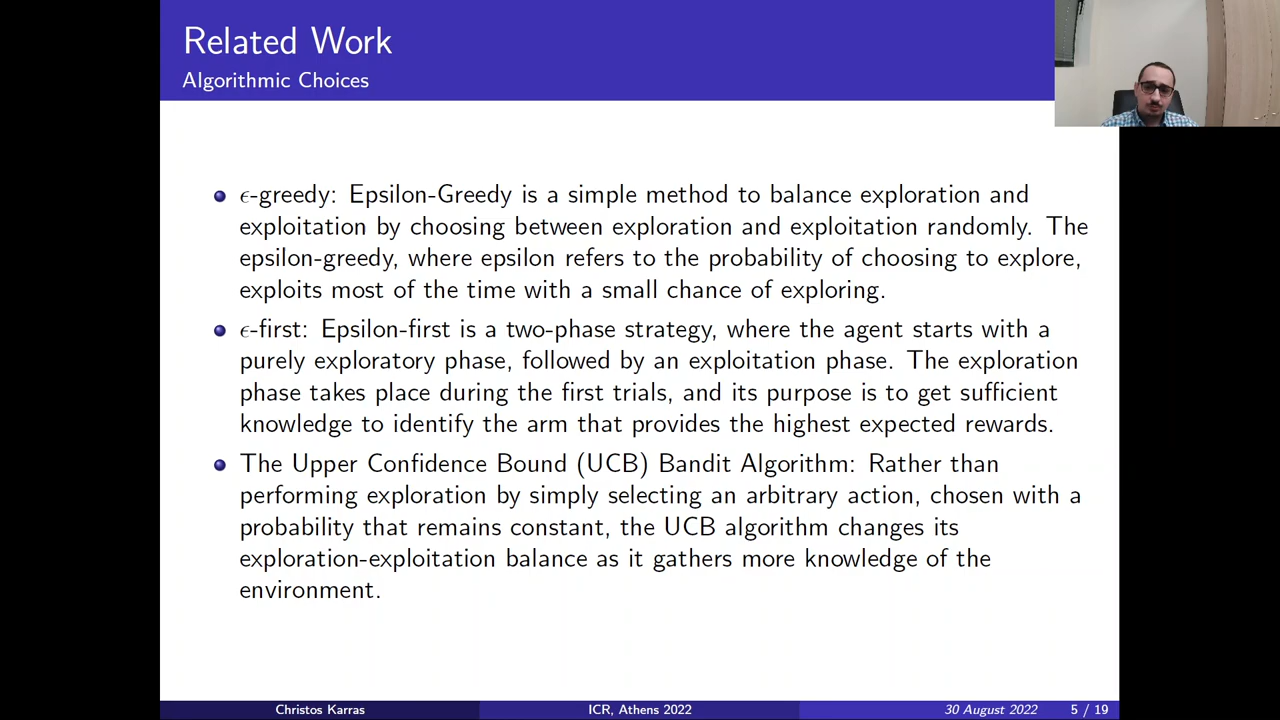 Related Work
Algorithmic Choices
ϵ-greedy: Epsilon-Greedy is a simple method to balance exploration and
exploitation by choosing between exploration and exploitation randomly. The
epsilon-greedy, where epsilon refers to the probability of choosing to explore,
exploits most of the time with a small chance of exploring.
ϵ-first: Epsilon-first is a two-phase strategy, where the agent starts with a
purely exploratory phase, followed by an exploitation phase. The exploration
phase takes place during the first trials, and its purpose is to get sufficient
knowledge to identify the arm that provides the highest expected rewards.
The Upper Confidence Bound (UCB) Bandit Algorithm: Rather than
performing exploration by simply selecting an arbitrary action, chosen with a
probability that remains constant, the UCB algorithm changes its
exploration-exploitation balance as it gathers more knowledge of the
environment.
Christos Karras ICR, Athens 2022 30 August 2022 5 / 19